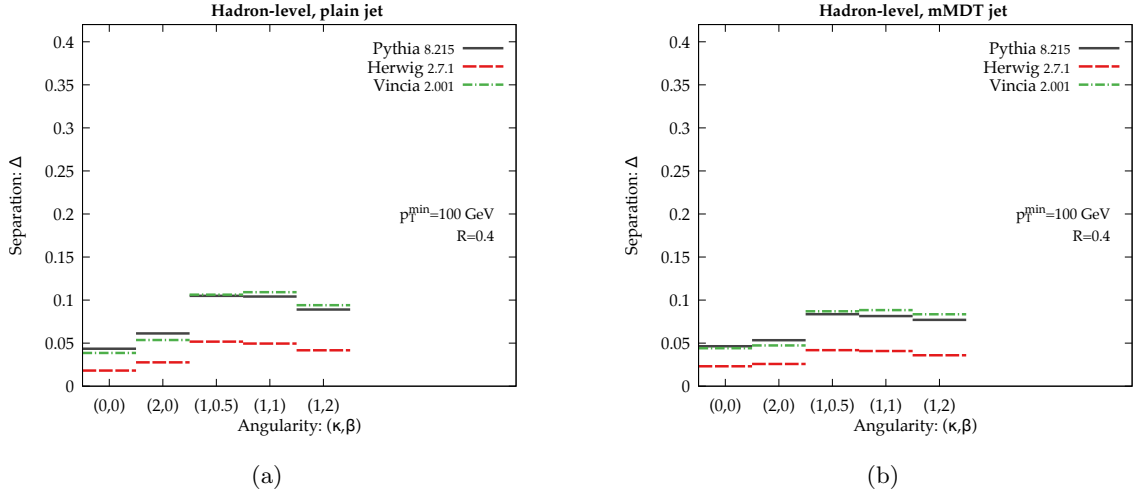 Hadron-level, plain jet
0.4
0.35
0.3
0.25
0.2
0.15
0.1
0.05
0
Separation: Δ
Pythia 8.215
Herwig 2.7.1
Vincia 2.001
p_T^min=100 GeV
R=0.4
(0,0) (2,0) (1,0.5) (1,1) (1,2)
Angularity: (κ,β)
(a)
Hadron-level, mMDT jet
0.4
0.35
0.3
0.25
0.2
0.15
0.1
0.05
0
Separation: Δ
Pythia 8.215
Herwig 2.7.1
Vincia 2.001
p_T^min=100 GeV
R=0.4
(0,0) (2,0) (1,0.5) (1,1) (1,2)
Angularity: (κ,β)
(b)